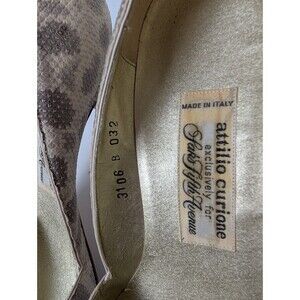 MADE IN ITALY
attilio curione
exclusively for
Saks Fifth Avenue
3106 B 032